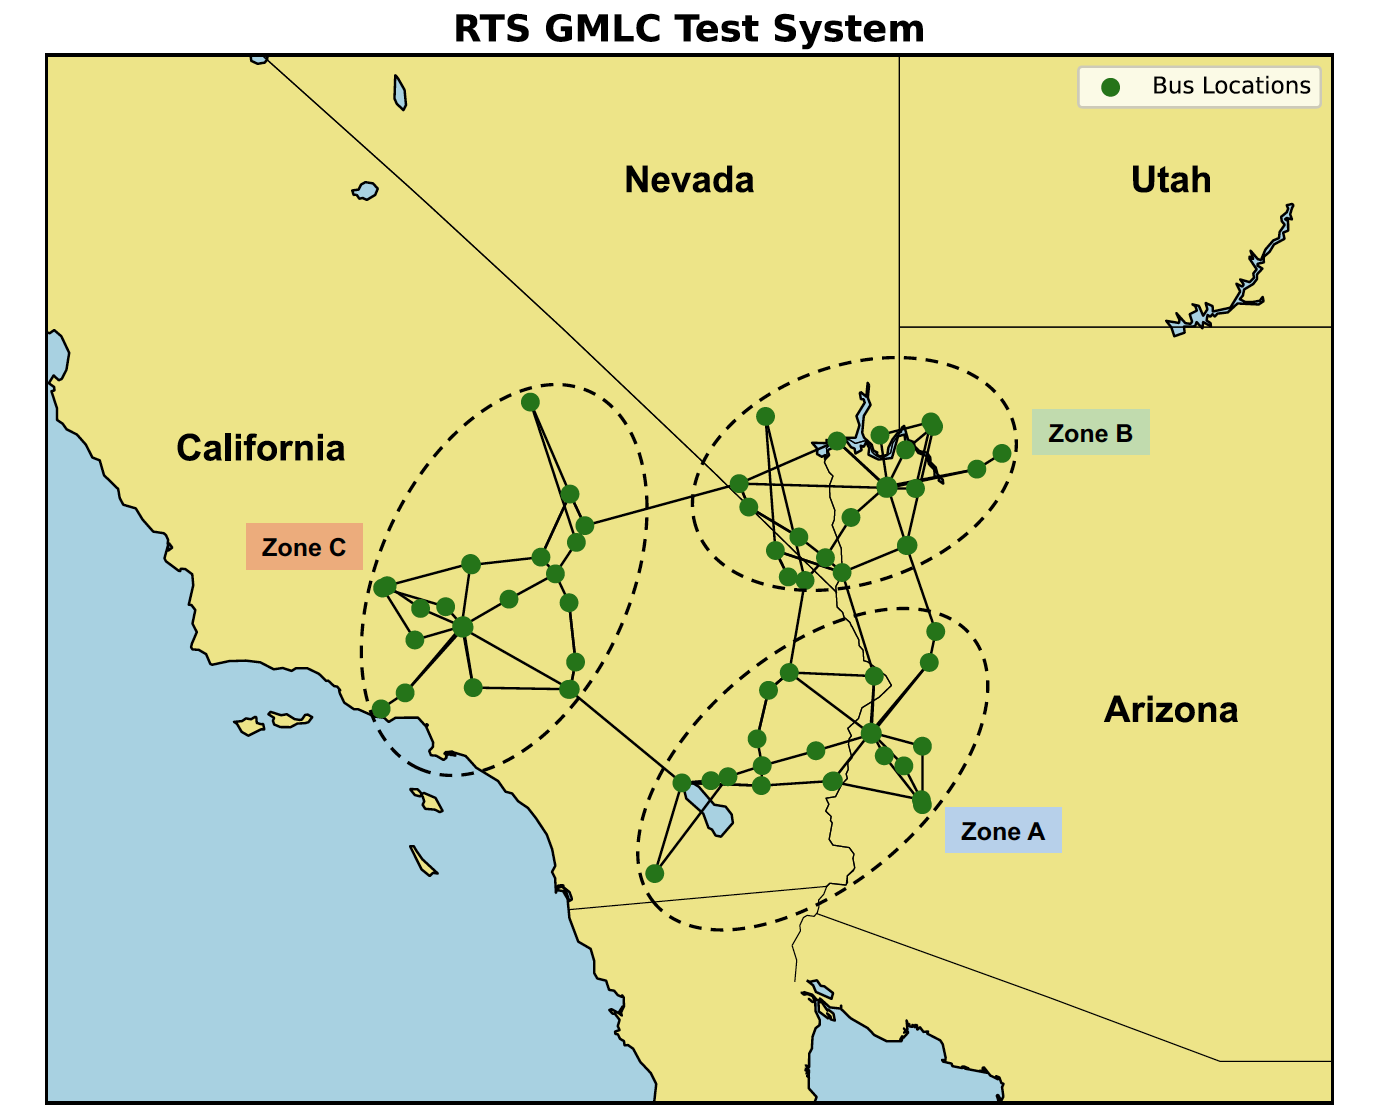 RTS GMLC Test System
Bus Locations
Nevada
Utah
California
Zone B
Zone C
Arizona
Zone A